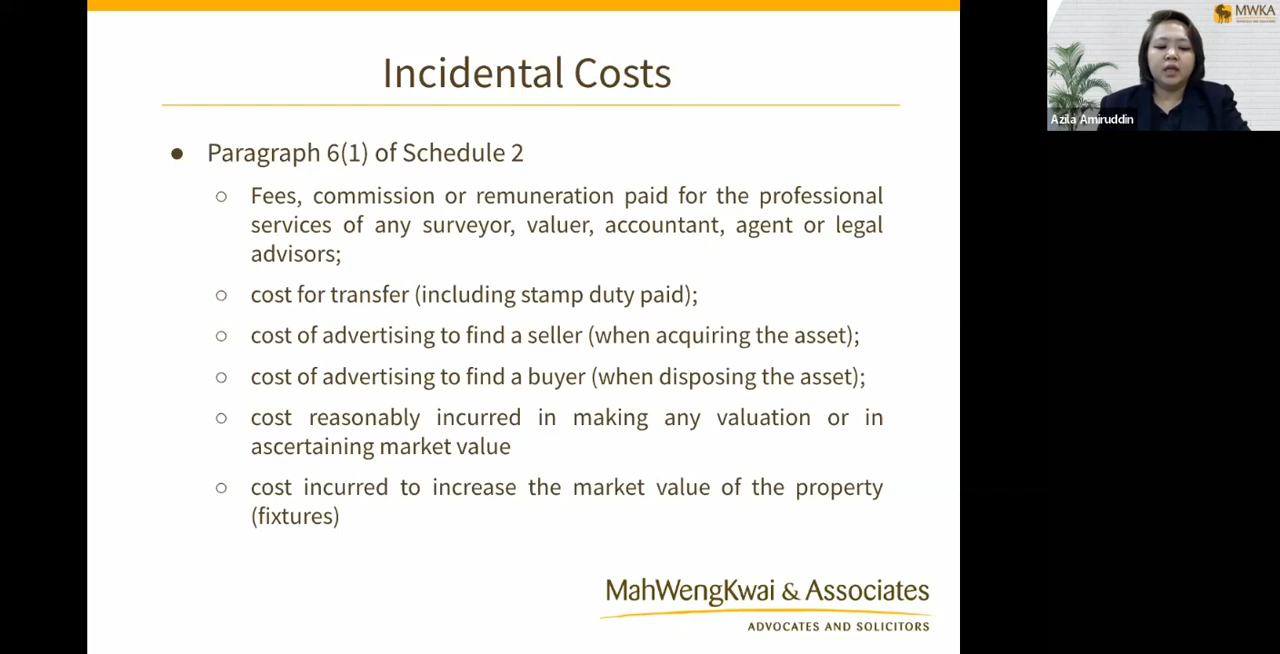 Incidental Costs
● Paragraph 6(1) of Schedule 2
○ Fees, commission or remuneration paid for the professional
services of any surveyor, valuer, accountant, agent or legal
advisors;
○ cost for transfer (including stamp duty paid);
○ cost of advertising to find a seller (when acquiring the asset);
○ cost of advertising to find a buyer (when disposing the asset);
○ cost reasonably incurred in making any valuation or in
ascertaining market value
○ cost incurred to increase the market value of the property
(fixtures)
MahWengKwai & Associates
ADVOCATES AND SOLICITORS
MWKA
Azila Amiruddin